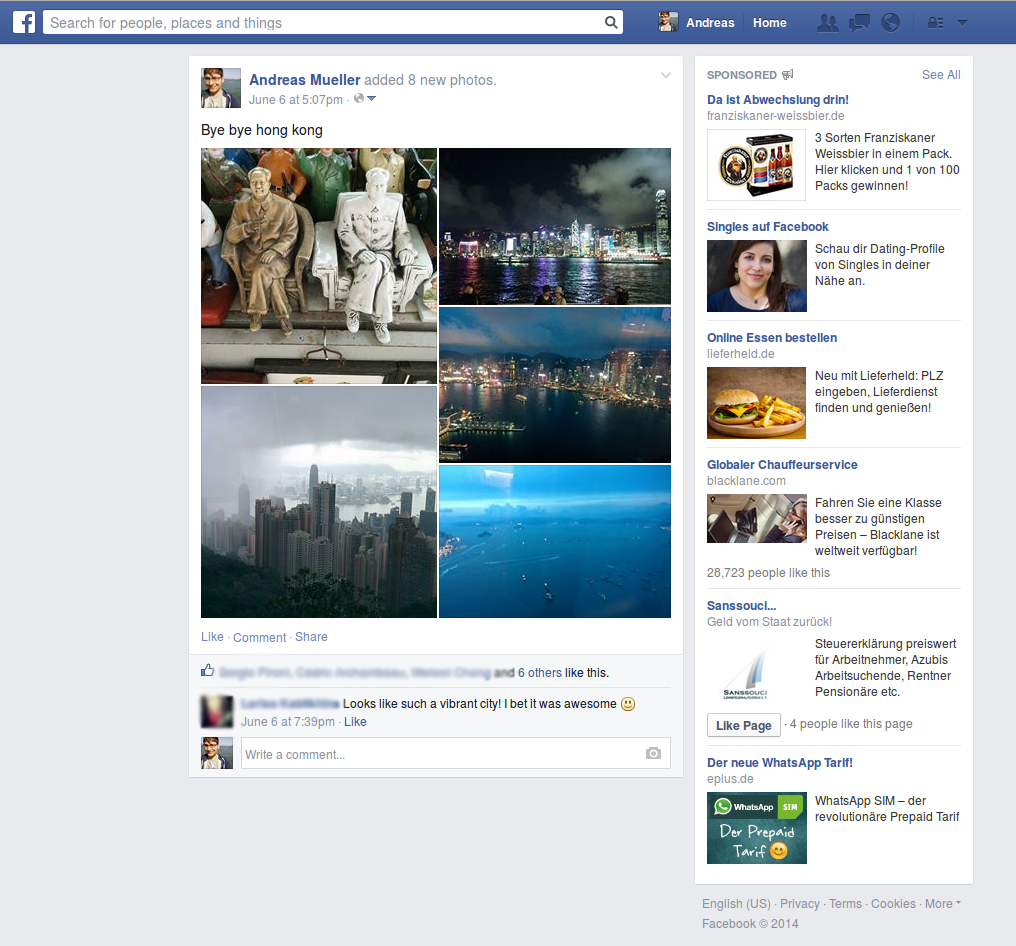 Search for people, places and things
Andreas
Home
Andreas Mueller added 8 new photos.
June 6 at 5:07pm ·
Bye bye hong kong
Like · Comment · Share
and 6 others like this.
Looks like such a vibrant city! I bet it was awesome
June 6 at 7:39pm · Like
Write a comment...
SPONSORED
See All
Da ist Abwechslung drin!
franziskaner-weissbier.de
3 Sorten Franziskaner
Weissbier in einem Pack.
Hier klicken und 1 von 100
Packs gewinnen!
Singles auf Facebook
Schau dir Dating-Profile
von Singles in deiner
Nähe an.
Online Essen bestellen
lieferheld.de
Neu mit Lieferheld: PLZ
eingeben, Lieferdienst
finden und genießen!
Globaler Chauffeurservice
blacklane.com
Fahren Sie eine Klasse
besser zu günstigen
Preisen – Blacklane ist
weltweit verfügbar!
28,723 people like this
Sanssouci...
Geld vom Staat zurück!
SANSSOUCI
Steuererklärung preiswert
für Arbeitnehmer, Azubis
Arbeitsuchende, Rentner
Pensionäre etc.
Like Page · 4 people like this page
Der neue WhatsApp Tarif!
eplus.de
WhatsApp SIM
Der Prepaid
Tarif
WhatsApp SIM – der
revolutionäre Prepaid Tarif
English (US) · Privacy · Terms · Cookies · More
Facebook © 2014